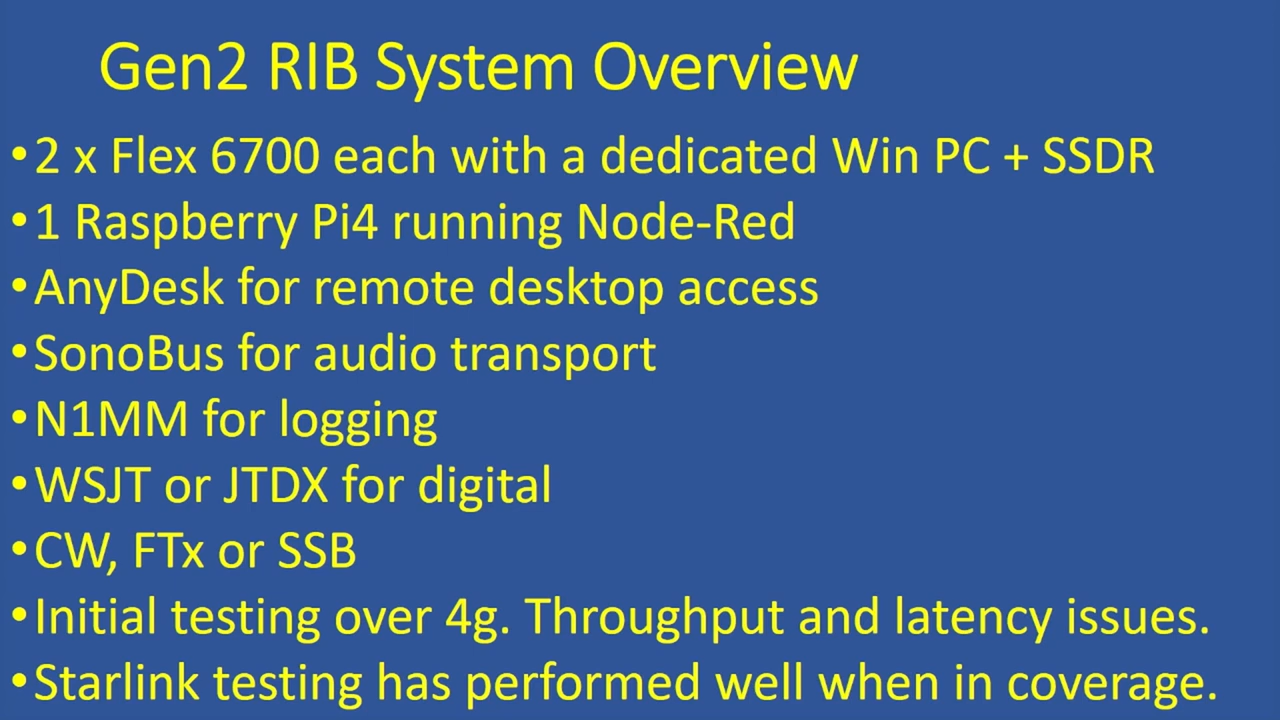 Gen2 RIB System Overview
•2 x Flex 6700 each with a dedicated Win PC + SSDR
•1 Raspberry Pi4 running Node-Red
•AnyDesk for remote desktop access
•SonoBus for audio transport
•N1MM for logging
•WSJT or JTDX for digital
•CW, FTx or SSB
•Initial testing over 4g. Throughput and latency issues.
•Starlink testing has performed well when in coverage.